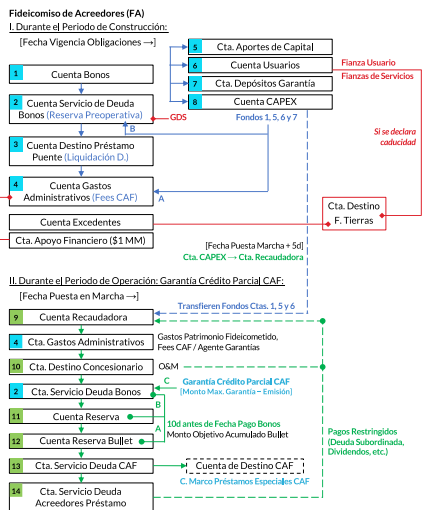 Fideicomiso de Acreedores (FA)
I. Durante el Periodo de Construcción:
[Fecha Vigencia Obligaciones →]
1 Cuenta Bonos
2 Cuenta Servicio de Deuda
Bonos (Reserva Preoperativa)
GDS
B
3 Cuenta Destino Préstamo
Puente (Liquidación D.)
4 Cuenta Gastos
Administrativos (Fees CAF)
A
Cuenta Excedentes
Cta. Apoyo Financiero ($1 MM)
5 Cta. Aportes de Capital
6 Cuenta Usuarios
7 Cta. Depósitos Garantía
8 Cuenta CAPEX
Fondos 1, 5, 6 y 7
Fianza Usuario
Fianzas de Servicios
Si se declara
caducidad
Cta. Destino
F. Tierras
[Fecha Puesta Marcha + 5d]
Cta. CAPEX → Cta. Recaudadora
II. Durante el Periodo de Operación: Garantía Crédito Parcial CAF:
[Fecha Puesta en Marcha →]
Transfieren Fondos Ctas. 1, 5 y 6
9 Cuenta Recaudadora
4 Cta. Gastos Administrativos
Gastos Patrimonio Fideicometido,
Fees CAF / Agente Garantías
10 Cta. Destino Concesionario
O&M
2 Cta. Servicio Deuda Bonos
C
Garantía Crédito Parcial CAF
(Monto Max. Garantía – Emisión)
B
11 Cuenta Reserva
A
10d antes de Fecha Pago Bonos
Monto Objetivo Acumulado Bullet
12 Cuenta Reserva Bullet
13 Cta. Servicio Deuda CAF
Cuenta de Destino CAF
C. Marco Préstamos Especiales CAF
14 Cta. Servicio Deuda
Acreedores Préstamo
Pagos Restringidos
(Deuda Subordinada,
Dividendos, etc.)